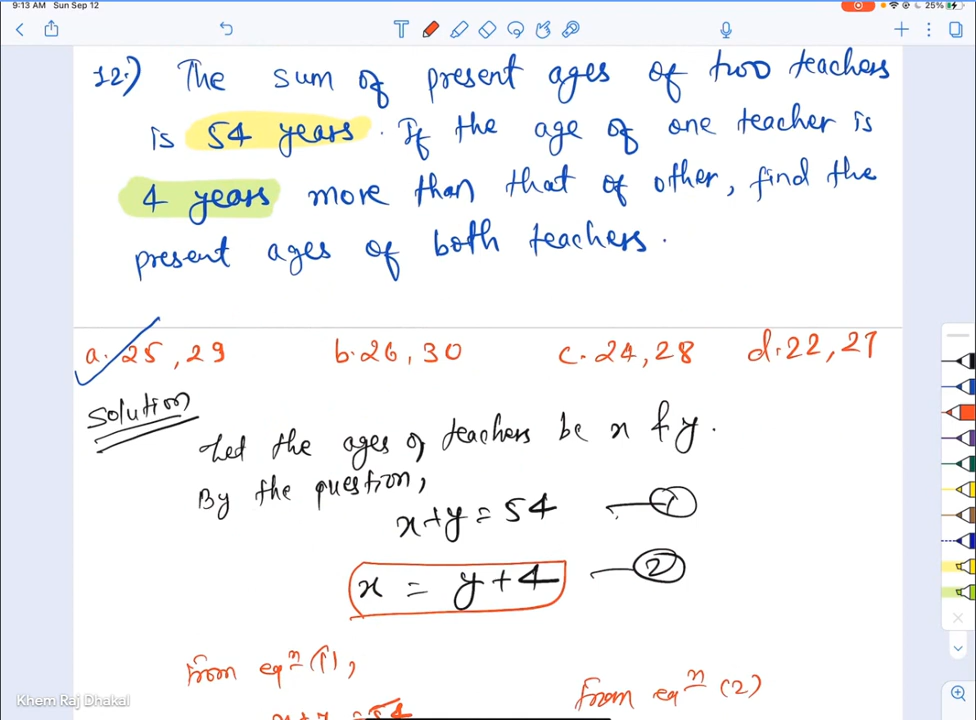 9:13 AM Sun Sep 12
25%
12.) The sum of present ages of two teachers
is 54 years. If the age of one teacher is
4 years more than that of other, find the
present ages of both teachers.
a. 25, 29 b. 26, 30 c. 24, 28 d. 22, 27
Solution
Let the ages of teachers be x & y.
By the question,
x+y = 54 ①
x = y+4 ②
from eqn (1),
from eqn (2)
x+y = 54
Khem Raj Dhakal